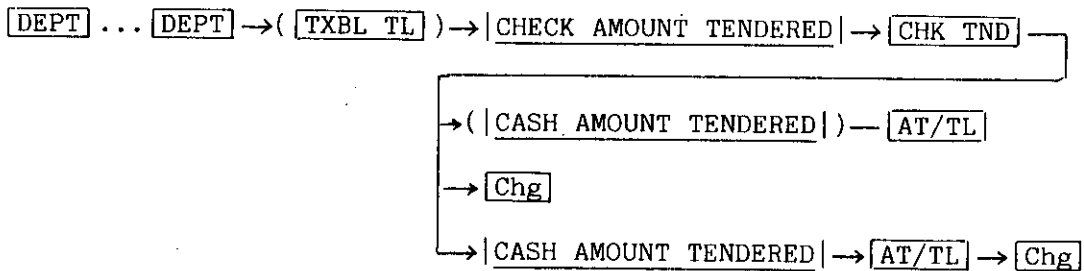 DEPT ... DEPT →( TXBL TL )→ |CHECK AMOUNT TENDERED| → CHK TND
→( |CASH AMOUNT TENDERED| )— AT/TL
→ Chg
→ |CASH AMOUNT TENDERED| → AT/TL → Chg